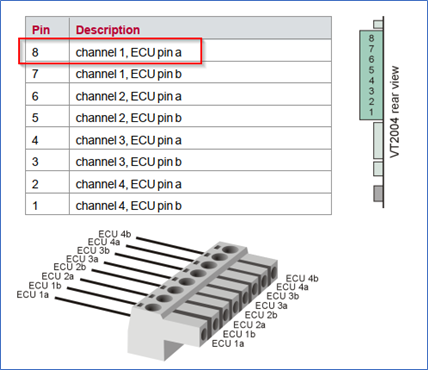 Pin Description
8 channel 1, ECU pin a
7 channel 1, ECU pin b
6 channel 2, ECU pin a
5 channel 2, ECU pin b
4 channel 3, ECU pin a
3 channel 3, ECU pin b
2 channel 4, ECU pin a
1 channel 4, ECU pin b
8
7
6
5
4
3
2
1
VT2004 rear view
ECU 4b
ECU 4a
ECU 3b
ECU 3a
ECU 2b
ECU 2a
ECU 1b
ECU 1a
ECU 4b
ECU 4a
ECU 3b
ECU 3a
ECU 2b
ECU 2a
ECU 1b
ECU 1a